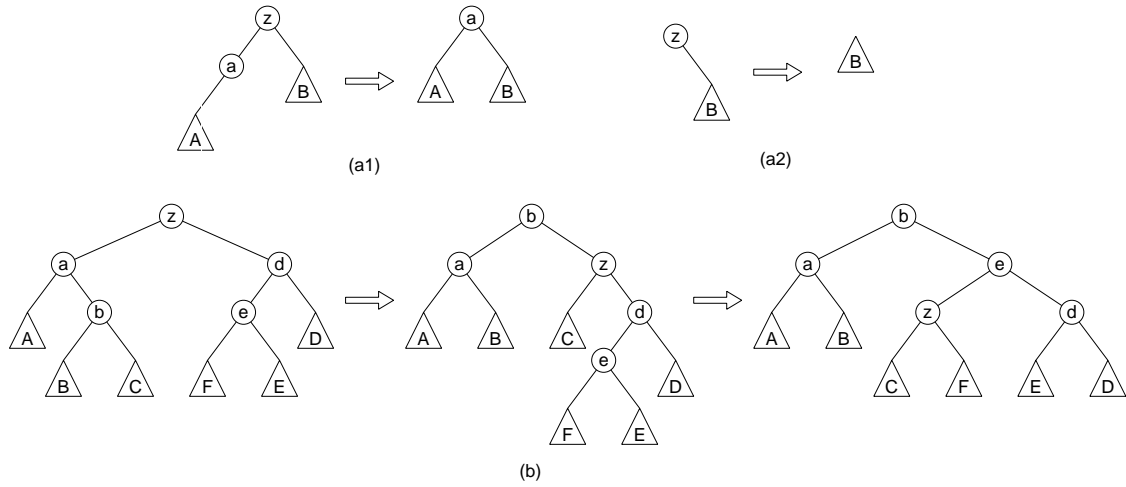 z a z
a B A B B B
A
(a1) (a2)
z b b
a d a z a e
A b e D A B C d A B z d
B C F E e D C F E D
F E
(b)